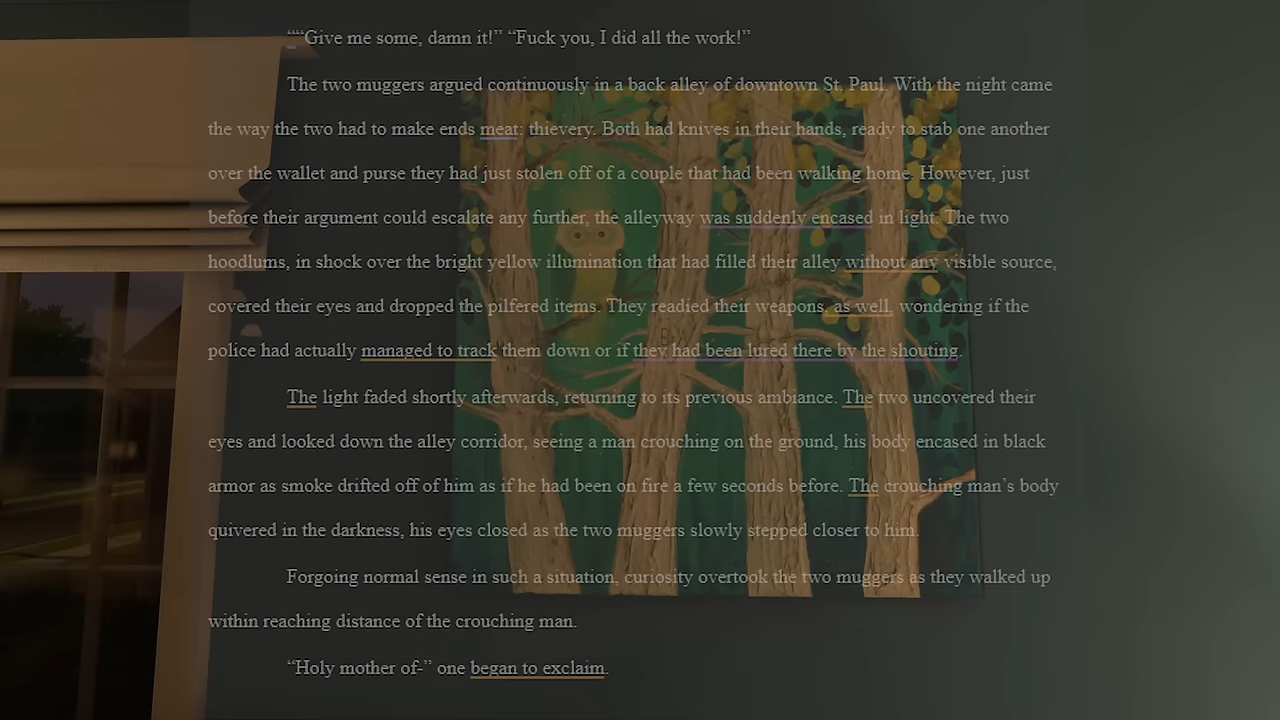 ““Give me some, damn it!” “Fuck you, I did all the work!”
The two muggers argued continuously in a back alley of downtown St. Paul. With the night came
the way the two had to make ends meat: thievery. Both had knives in their hands, ready to stab one another
over the wallet and purse they had just stolen off of a couple that had been walking home. However, just
before their argument could escalate any further, the alleyway was suddenly encased in light. The two
hoodlums, in shock over the bright yellow illumination that had filled their alley without any visible source,
covered their eyes and dropped the pilfered items. They readied their weapons, as well, wondering if the
police had actually managed to track them down or if they had been lured there by the shouting.
The light faded shortly afterwards, returning to its previous ambiance. The two uncovered their
eyes and looked down the alley corridor, seeing a man crouching on the ground, his body encased in black
armor as smoke drifted off of him as if he had been on fire a few seconds before. The crouching man’s body
quivered in the darkness, his eyes closed as the two muggers slowly stepped closer to him.
Forgoing normal sense in such a situation, curiosity overtook the two muggers as they walked up
within reaching distance of the crouching man.
“Holy mother of-” one began to exclaim.